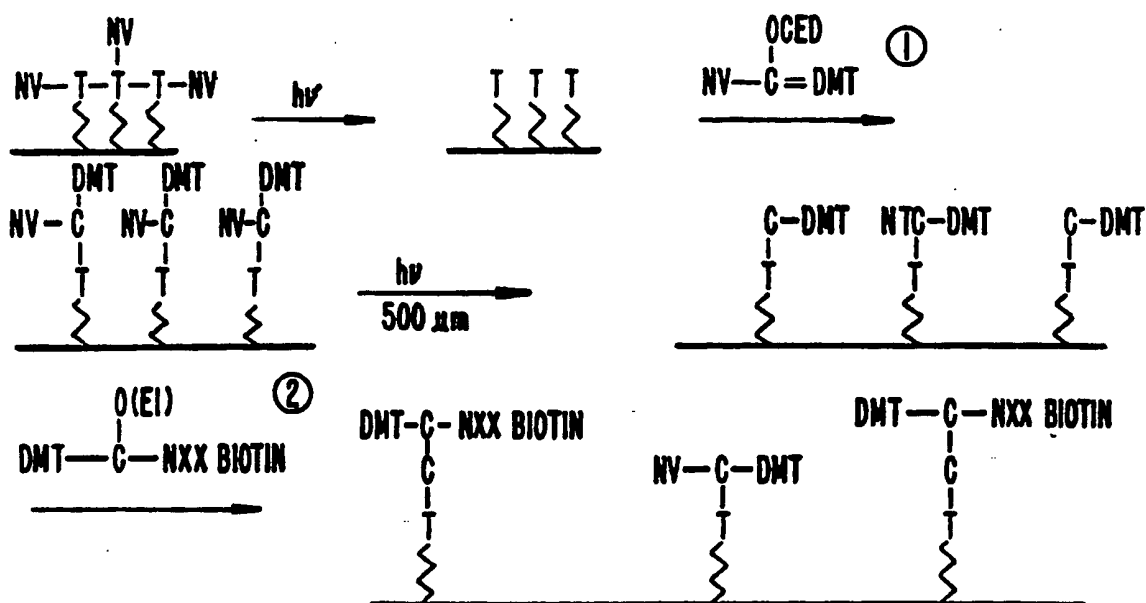 NV
NV—T—T—T—NV
hν
T T T
OCED
NV—C=DMT
①
DMT DMT DMT
NV—C NV—C NV—C
T T T
hν
500 µm
C—DMT NTC—DMT C—DMT
T T T
②
O(EI)
DMT—C—NXX BIOTIN
DMT—C—NXX BIOTIN
C
T
NV—C—DMT
T
DMT—C—NXX BIOTIN
C
T